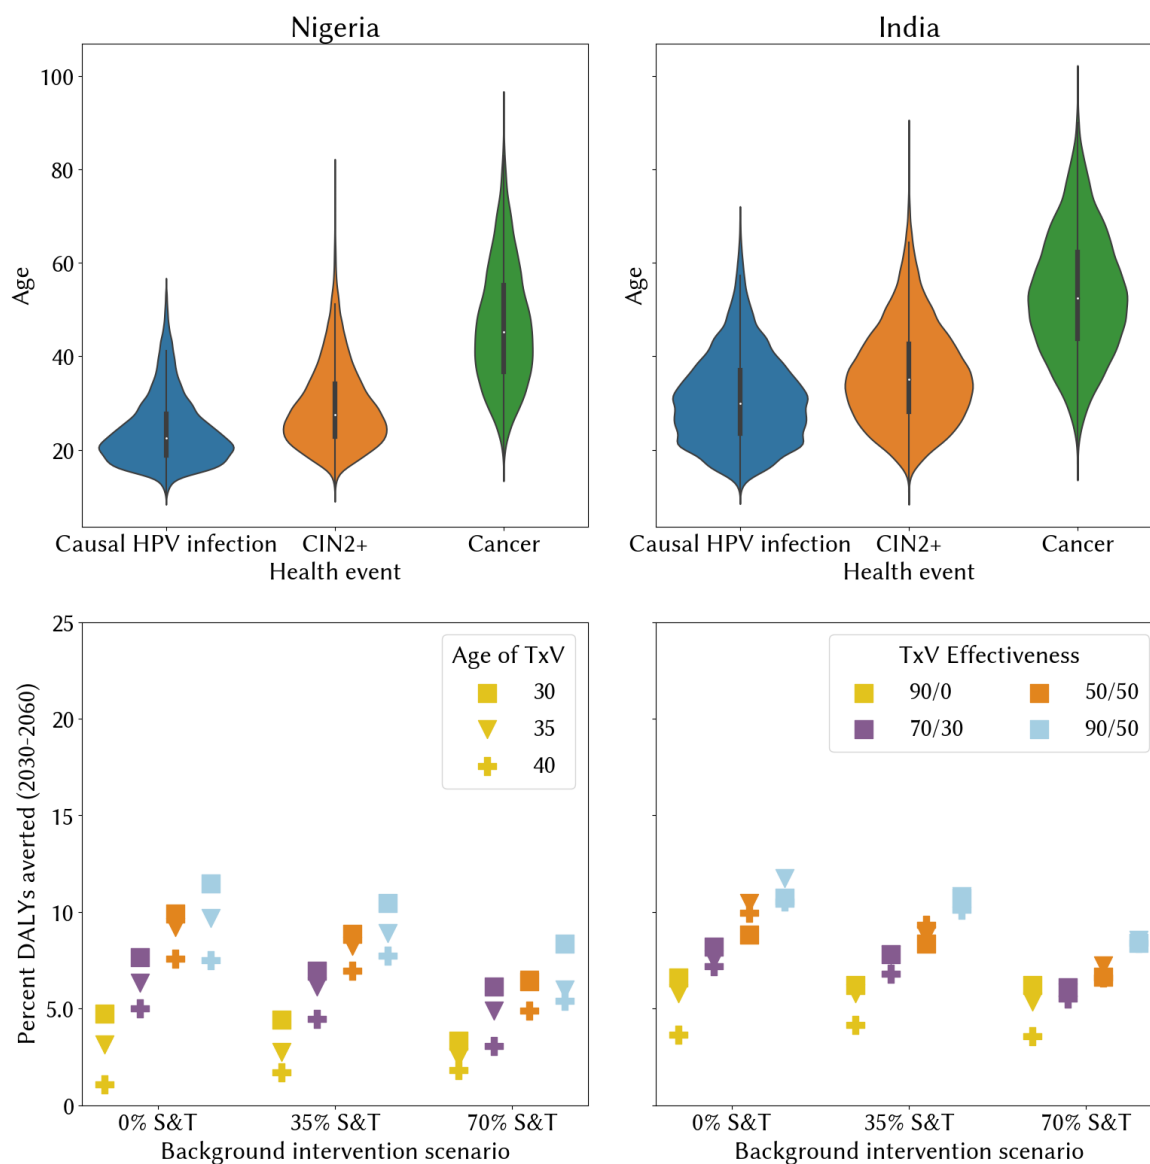 Nigeria
India
100
80
60
40
20
Age
Age
Causal HPV infection
CIN2+
Cancer
Health event
Causal HPV infection
CIN2+
Cancer
Health event
25
20
15
10
5.0
0
Percent DALYs averted (2030-2060)
Age of TxV
30
35
40
TxV Effectiveness
90/0
50/50
70/30
90/50
0% S&T
35% S&T
70% S&T
Background intervention scenario
0% S&T
35% S&T
70% S&T
Background intervention scenario